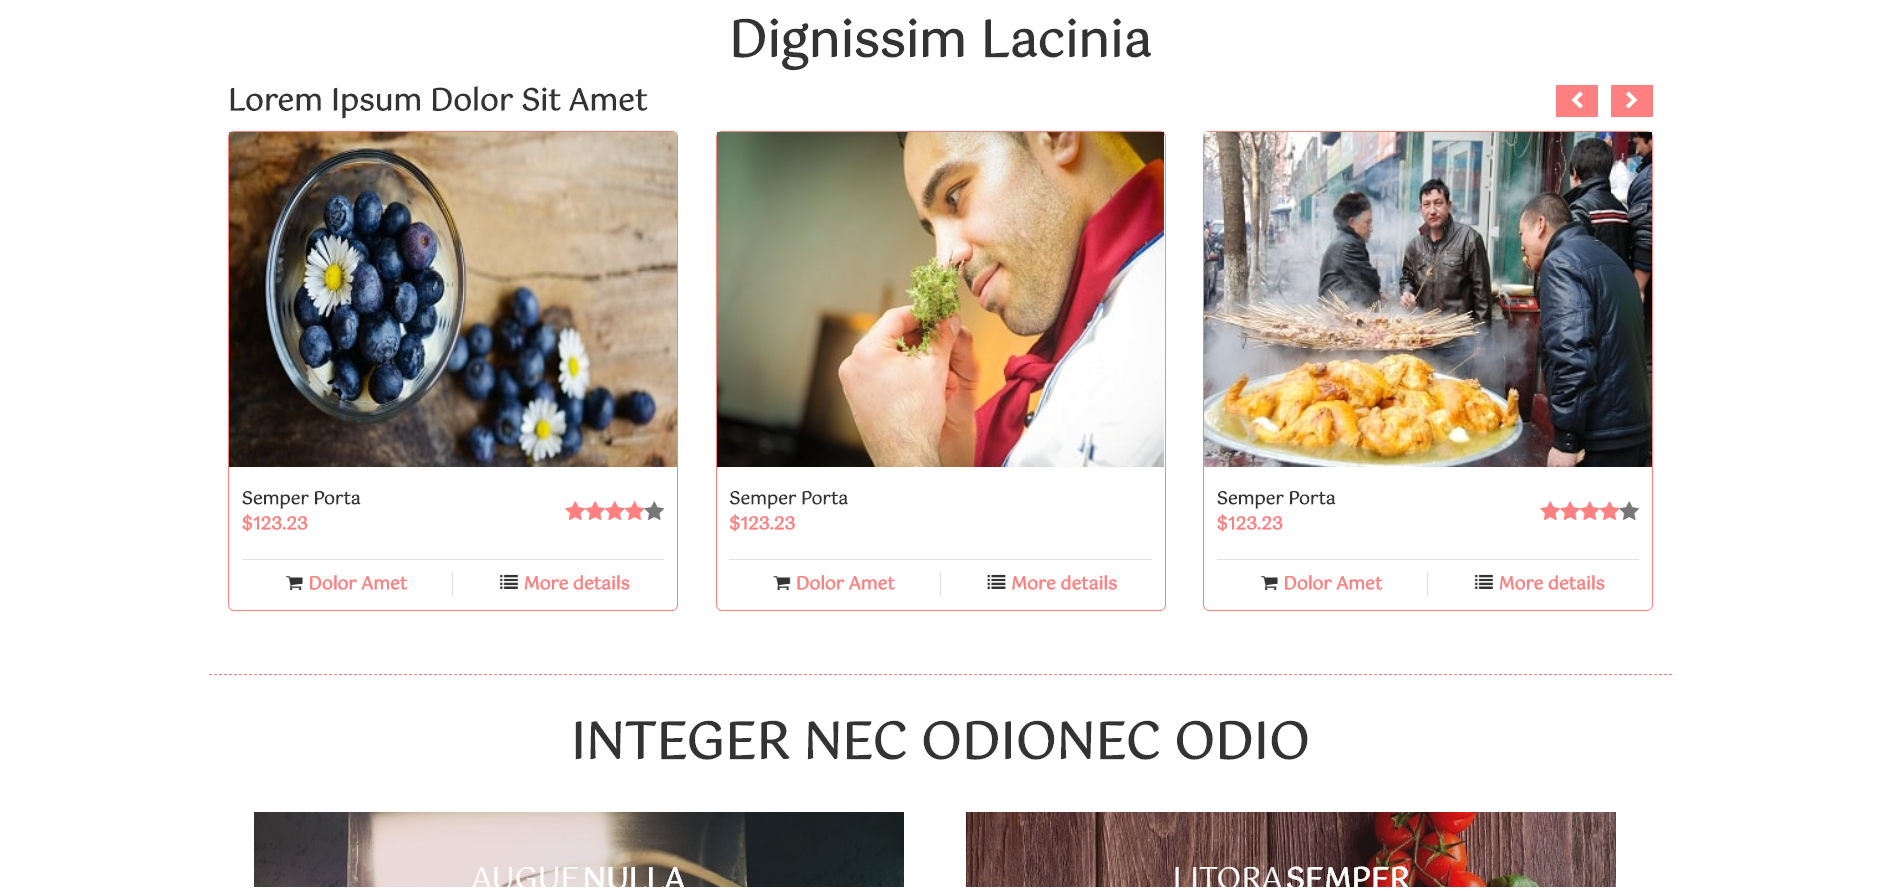 Dignissim Lacinia
Lorem Ipsum Dolor Sit Amet
Semper Porta
$123.23
Dolor Amet
More details
Semper Porta
$123.23
Dolor Amet
More details
Semper Porta
$123.23
Dolor Amet
More details
INTEGER NEC ODIONEC ODIO
AUGUE NULLA
LITORA SEMPER